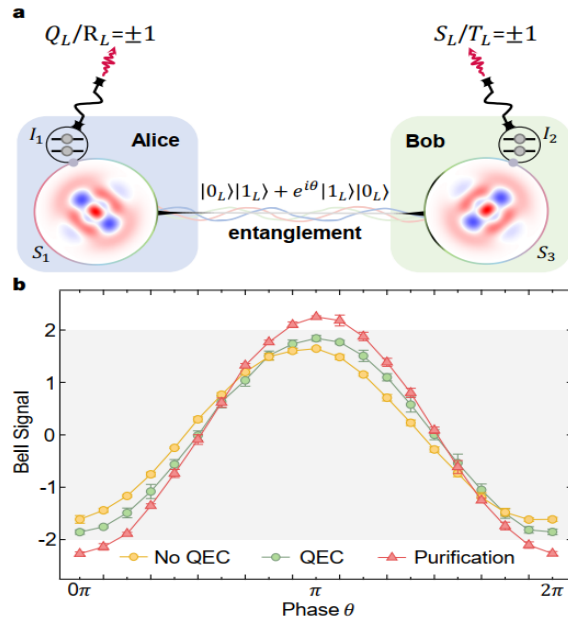 a
Q_L/R_L=±1
S_L/T_L=±1
I_1
Alice
Bob
I_2
|0_L⟩|1_L⟩ + e^{iθ}|1_L⟩|0_L⟩
entanglement
S_1
S_3
b
Bell Signal
2
1
0
-1
-2
No QEC
QEC
Purification
0π
π
2π
Phase θ